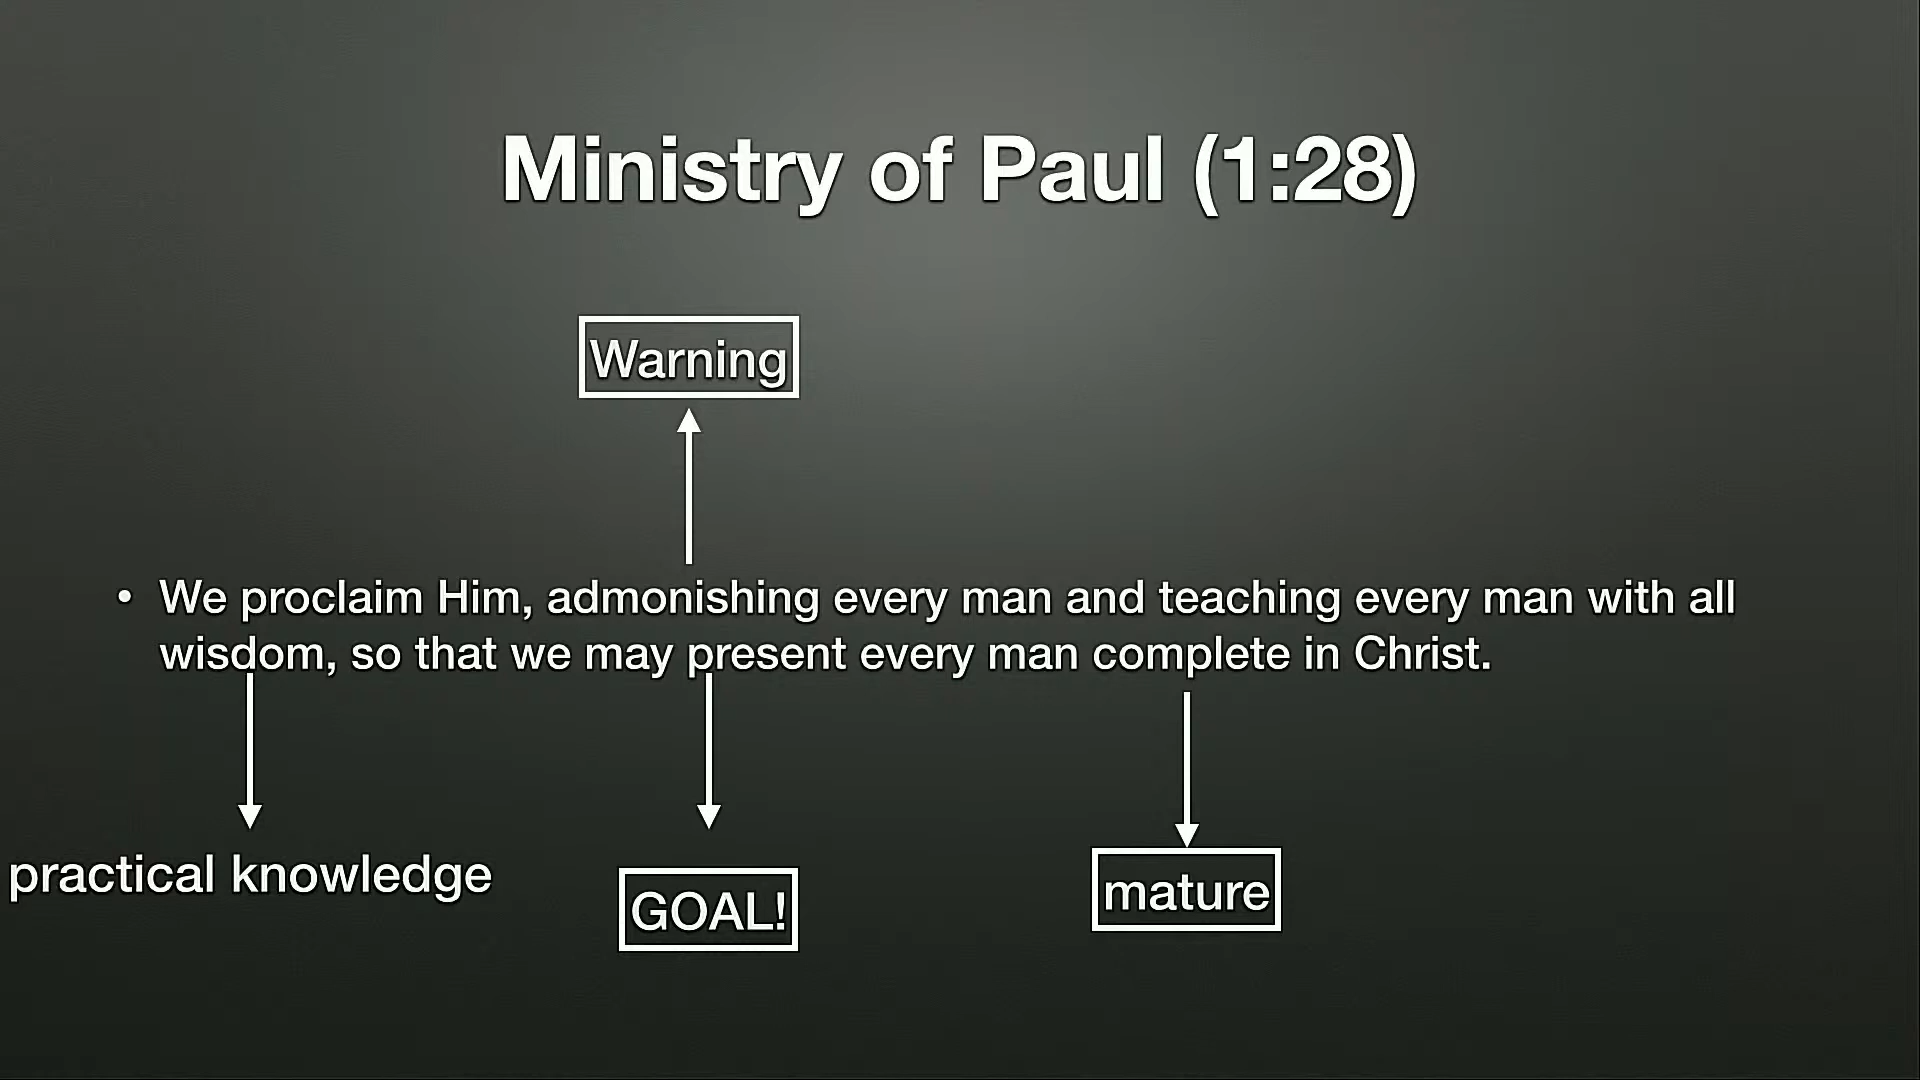 Ministry of Paul (1:28)
Warning
• We proclaim Him, admonishing every man and teaching every man with all
wisdom, so that we may present every man complete in Christ.
practical knowledge
GOAL!
mature